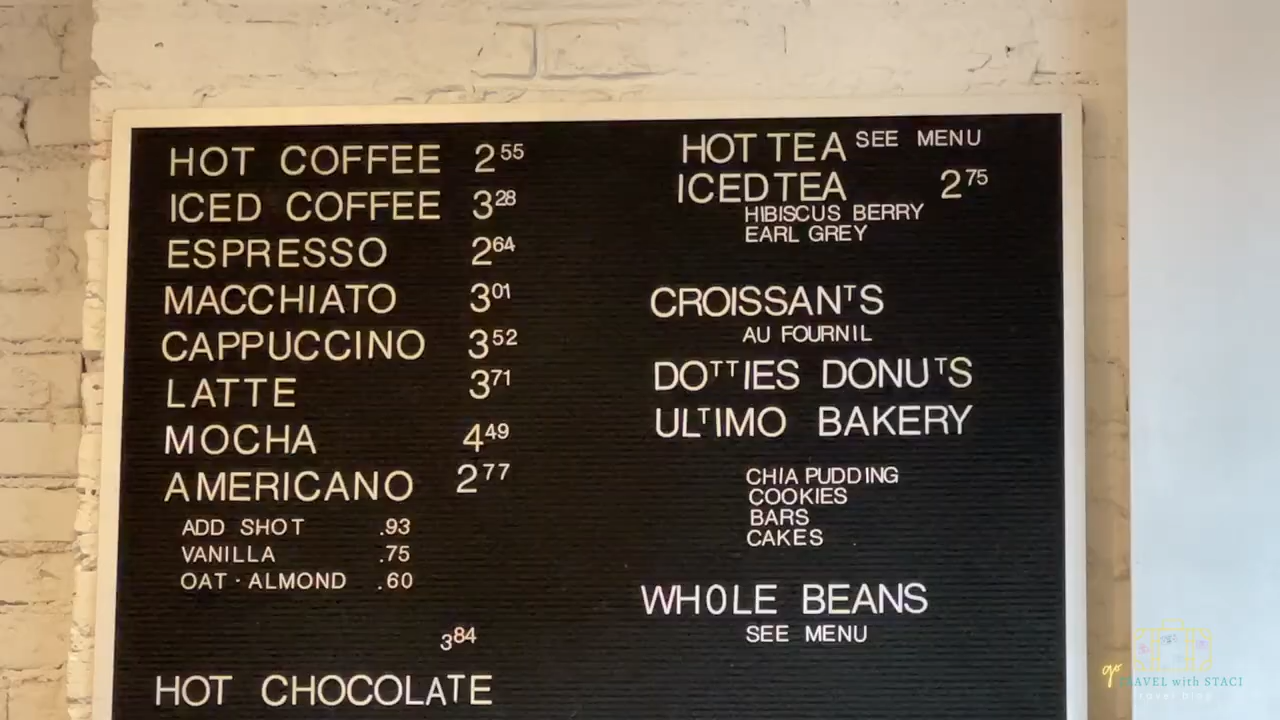 HOT COFFEE 2 55
ICED COFFEE 3 28
ESPRESSO 2 64
MACCHIATO 3 01
CAPPUCCINO 3 52
LATTE 3 71
MOCHA 4 49
AMERICANO 2 77
ADD SHOT .93
VANILLA .75
OAT · ALMOND .60
3 84
HOT CHOCOLATE
HOT TEA SEE MENU
ICED TEA 2 75
HIBISCUS BERRY
EARL GREY
CROISSANTS
AU FOURNIL
DOTTIES DONUTS
ULTIMO BAKERY
CHIA PUDDING
COOKIES
BARS
CAKES
WHOLE BEANS
SEE MENU
go
TRAVEL with STACI
travel blog